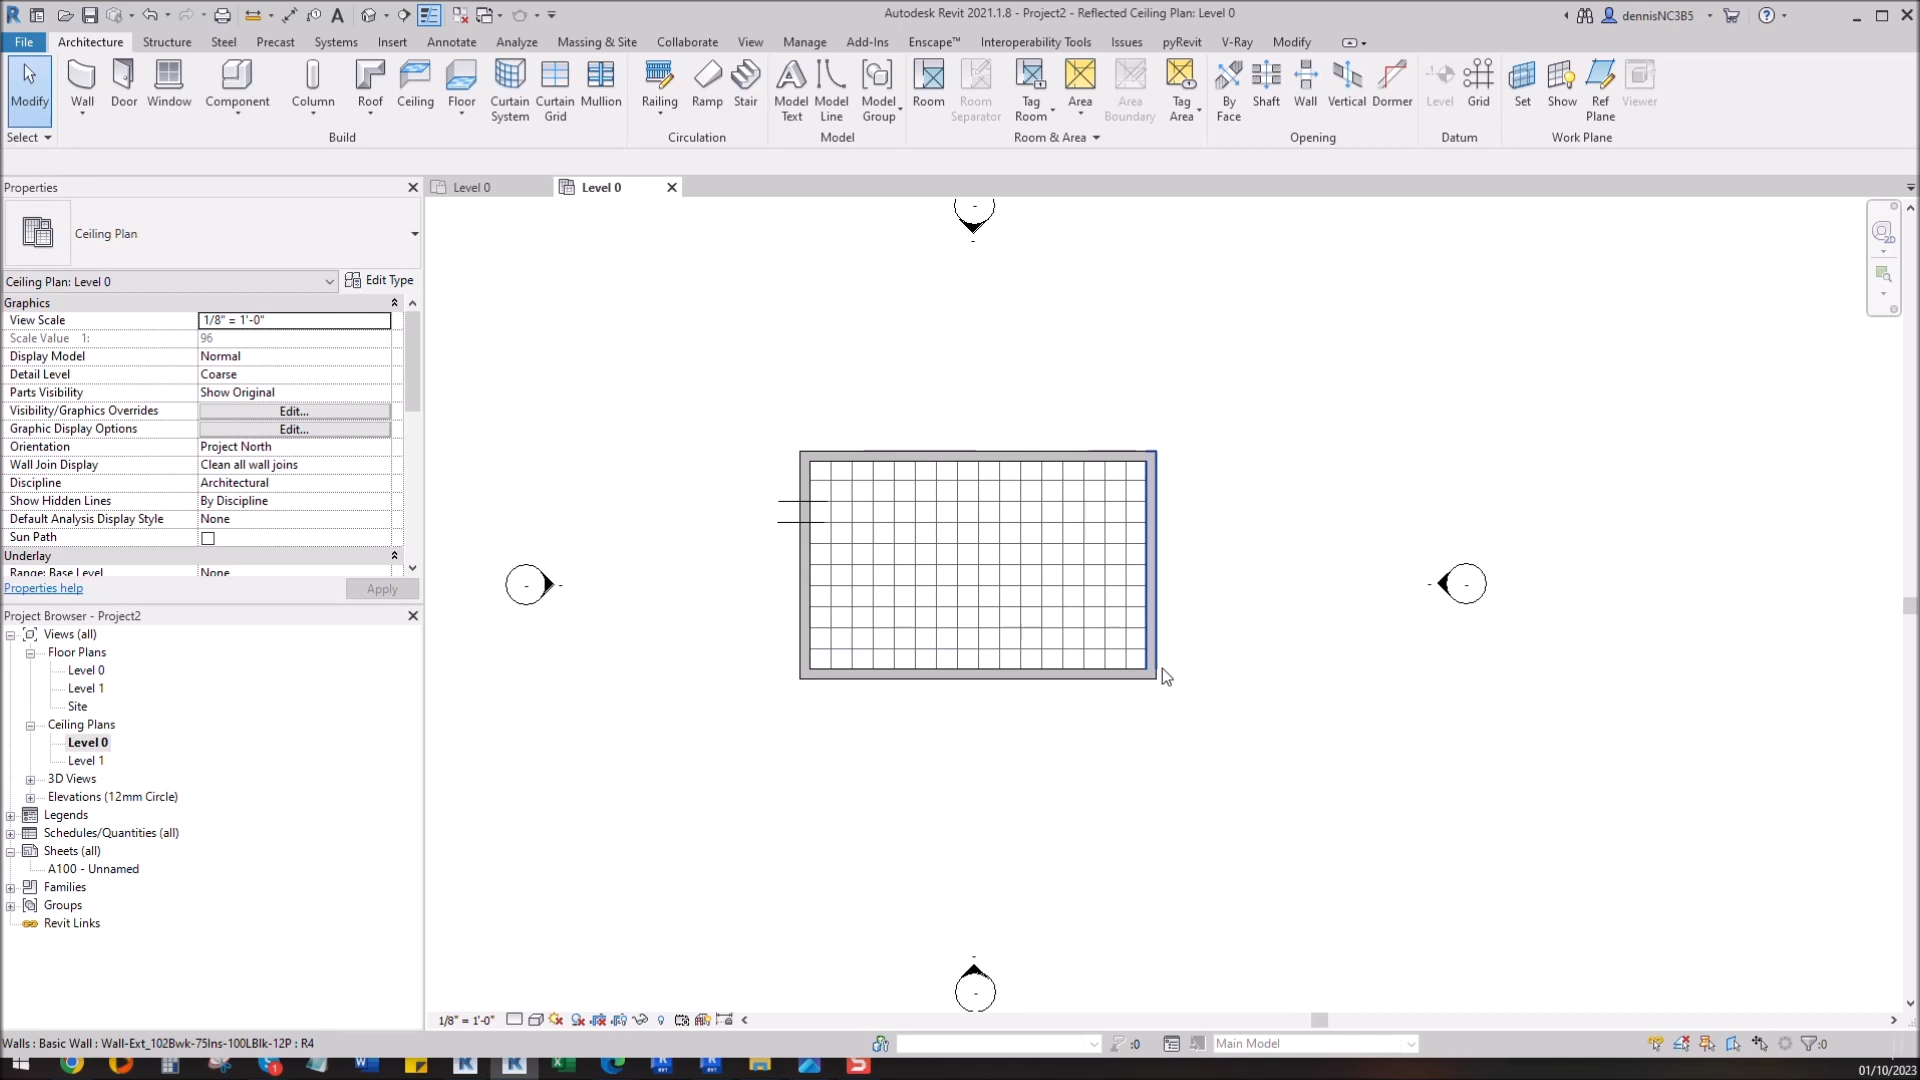 Autodesk Revit 2021.1.8 - Project2 - Reflected Ceiling Plan: Level 0
dennisNC3B5
File Architecture Structure Steel Precast Systems Insert Annotate Analyze Massing & Site Collaborate View Manage Add-Ins Enscape™ Interoperability Tools Issues pyRevit V-Ray Modify
Modify Wall Door Window Component Column Roof Ceiling Floor Curtain System Curtain Grid Mullion Railing Ramp Stair Model Text Model Line Model Group Room Room Separator Tag Room Area Area Boundary Tag Area By Face Shaft Wall Vertical Dormer Level Grid Set Show Ref Plane Viewer
Select Build Circulation Model Room & Area Opening Datum Work Plane
Properties
Level 0
Level 0
Ceiling Plan
Ceiling Plan: Level 0 Edit Type
Graphics
View Scale 1/8" = 1'-0"
Scale Value 1: 96
Display Model Normal
Detail Level Coarse
Parts Visibility Show Original
Visibility/Graphics Overrides Edit...
Graphic Display Options Edit...
Orientation Project North
Wall Join Display Clean all wall joins
Discipline Architectural
Show Hidden Lines By Discipline
Default Analysis Display Style None
Sun Path
Underlay
Range: Base Level None
Properties help Apply
Project Browser - Project2
Views (all)
Floor Plans
Level 0
Level 1
Site
Ceiling Plans
Level 0
Level 1
3D Views
Elevations (12mm Circle)
Legends
Schedules/Quantities (all)
Sheets (all)
A100 - Unnamed
Families
Groups
Revit Links
2D
1/8" = 1'-0"
Walls : Basic Wall : Wall-Ext_102Bwk-75Ins-100LBlk-12P : R4
:0
Main Model
:0
01/10/2023